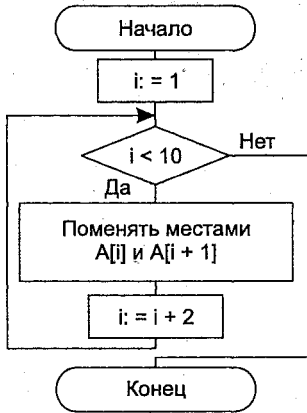 Начало
i: = 1
i < 10
Нет
Да
Поменять местами
A[i] и A[i + 1]
i: = i + 2
Конец